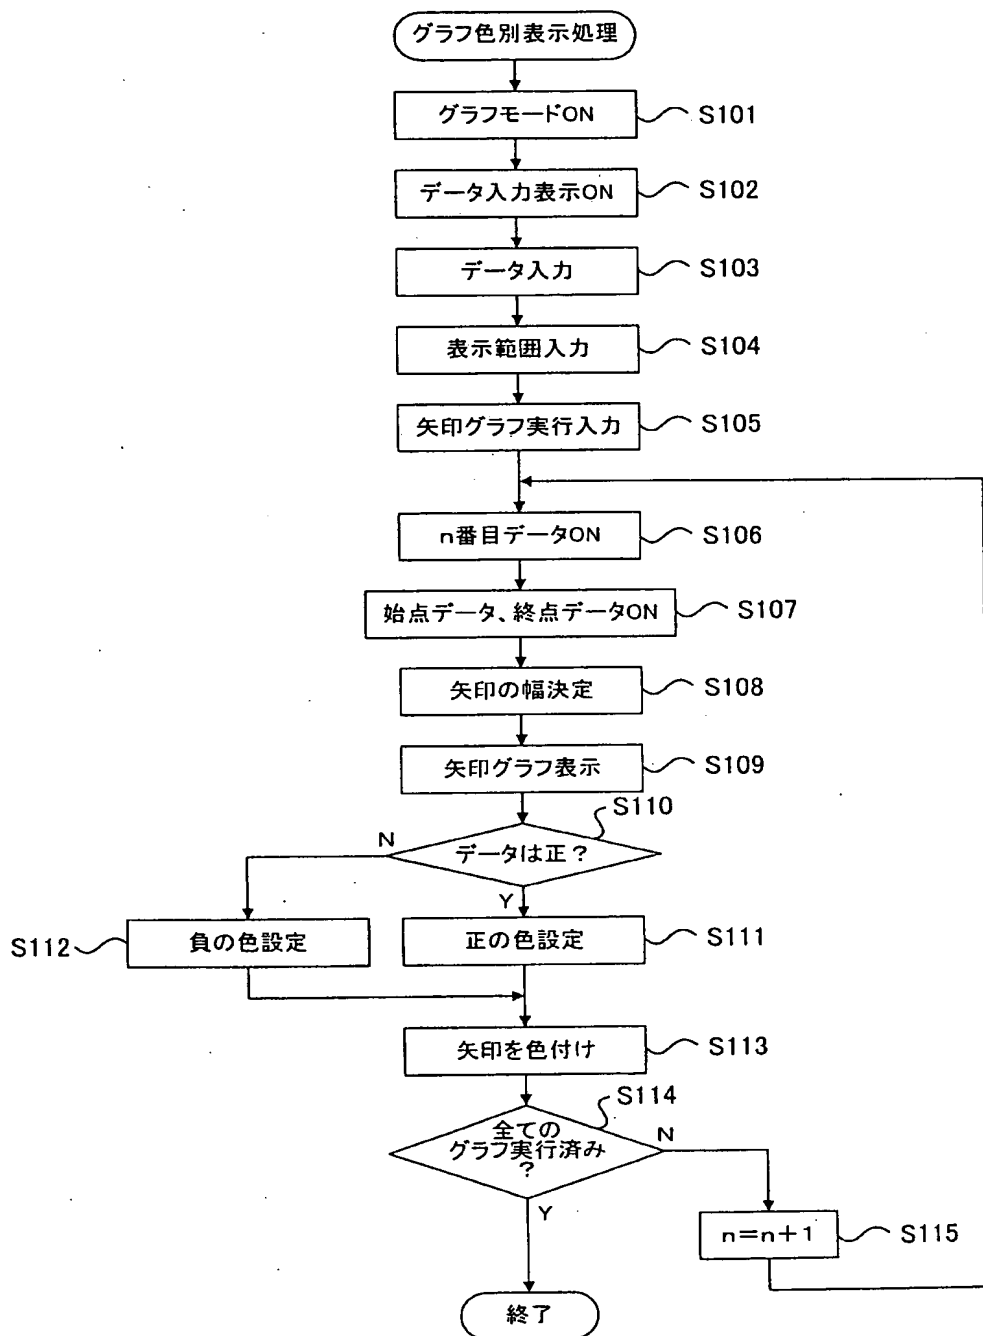 グラフ色別表示処理
グラフモードON
S101
データ入力表示ON
S102
データ入力
S103
表示範囲入力
S104
矢印グラフ実行入力
S105
n番目データON
S106
始点データ、終点データON
S107
矢印の幅決定
S108
矢印グラフ表示
S109
S110
データは正?
N
Y
S112
負の色設定
正の色設定
S111
矢印を色付け
S113
S114
全ての
グラフ実行済み
?
N
Y
n=n+1
S115
終了